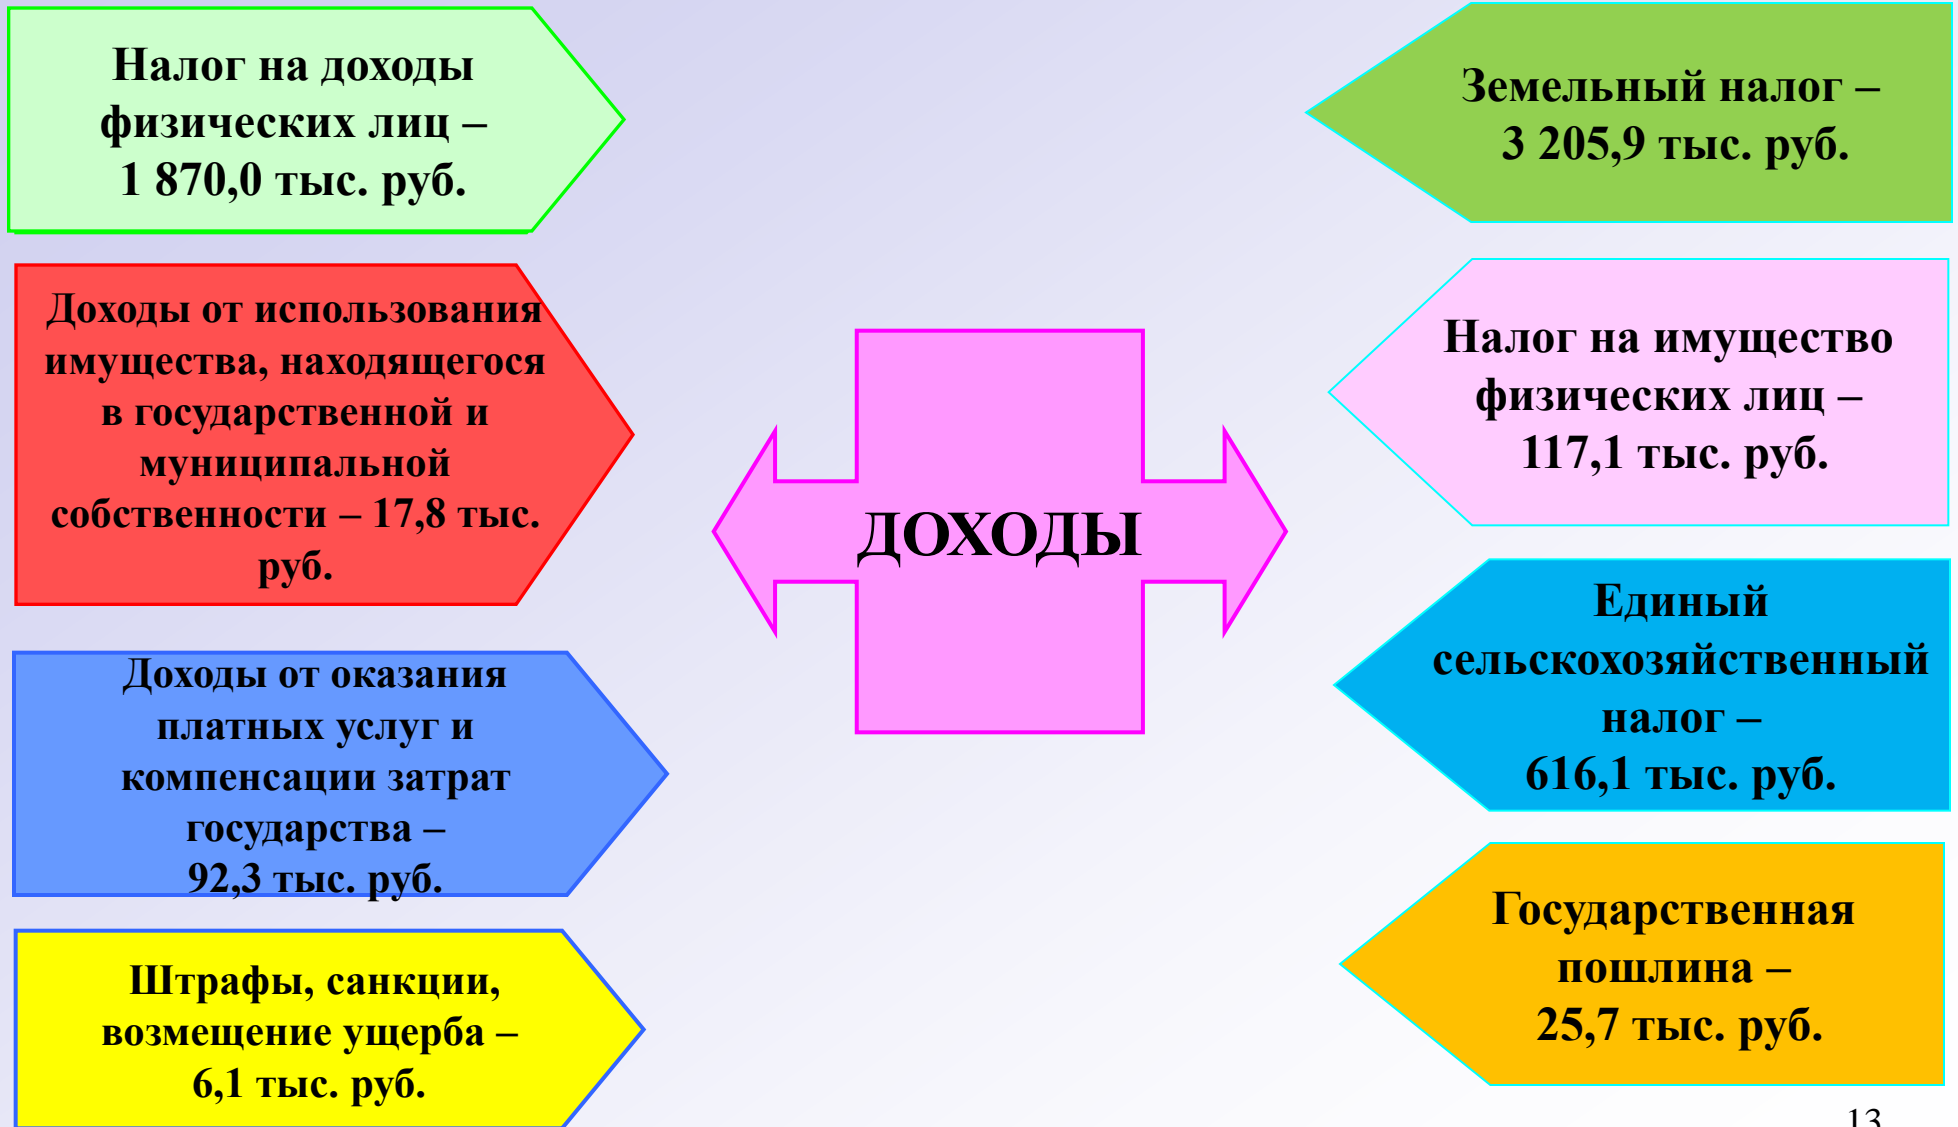 Налог на доходы
физических лиц –
1 870,0 тыс. руб.
Доходы от использования
имущества, находящегося
в государственной и
муниципальной
собственности – 17,8 тыс.
руб.
Доходы от оказания
платных услуг и
компенсации затрат
государства –
92,3 тыс. руб.
Штрафы, санкции,
возмещение ущерба –
6,1 тыс. руб.
ДОХОДЫ
Земельный налог –
3 205,9 тыс. руб.
Налог на имущество
физических лиц –
117,1 тыс. руб.
Единый
сельскохозяйственный
налог –
616,1 тыс. руб.
Государственная
пошлина –
25,7 тыс. руб.
13